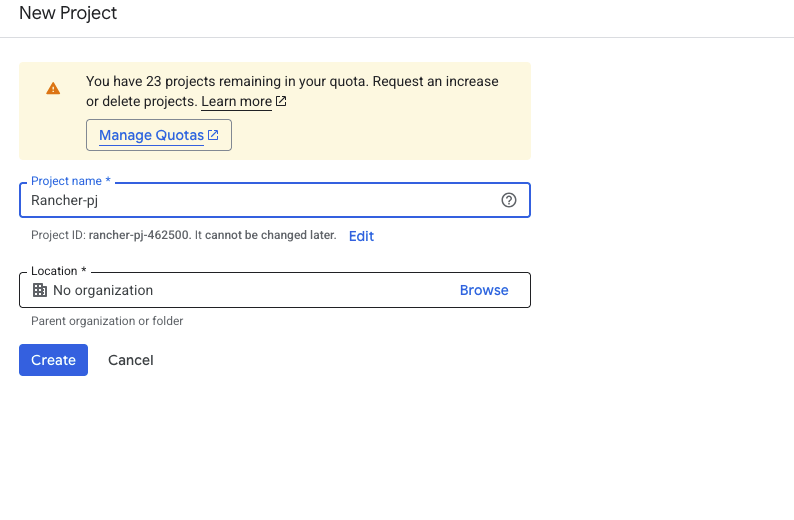 New Project
You have 23 projects remaining in your quota. Request an increase
or delete projects. Learn more
Manage Quotas
Project name *
Rancher-pj
Project ID: rancher-pj-462500. It cannot be changed later. Edit
Location *
No organization Browse
Parent organization or folder
Create Cancel